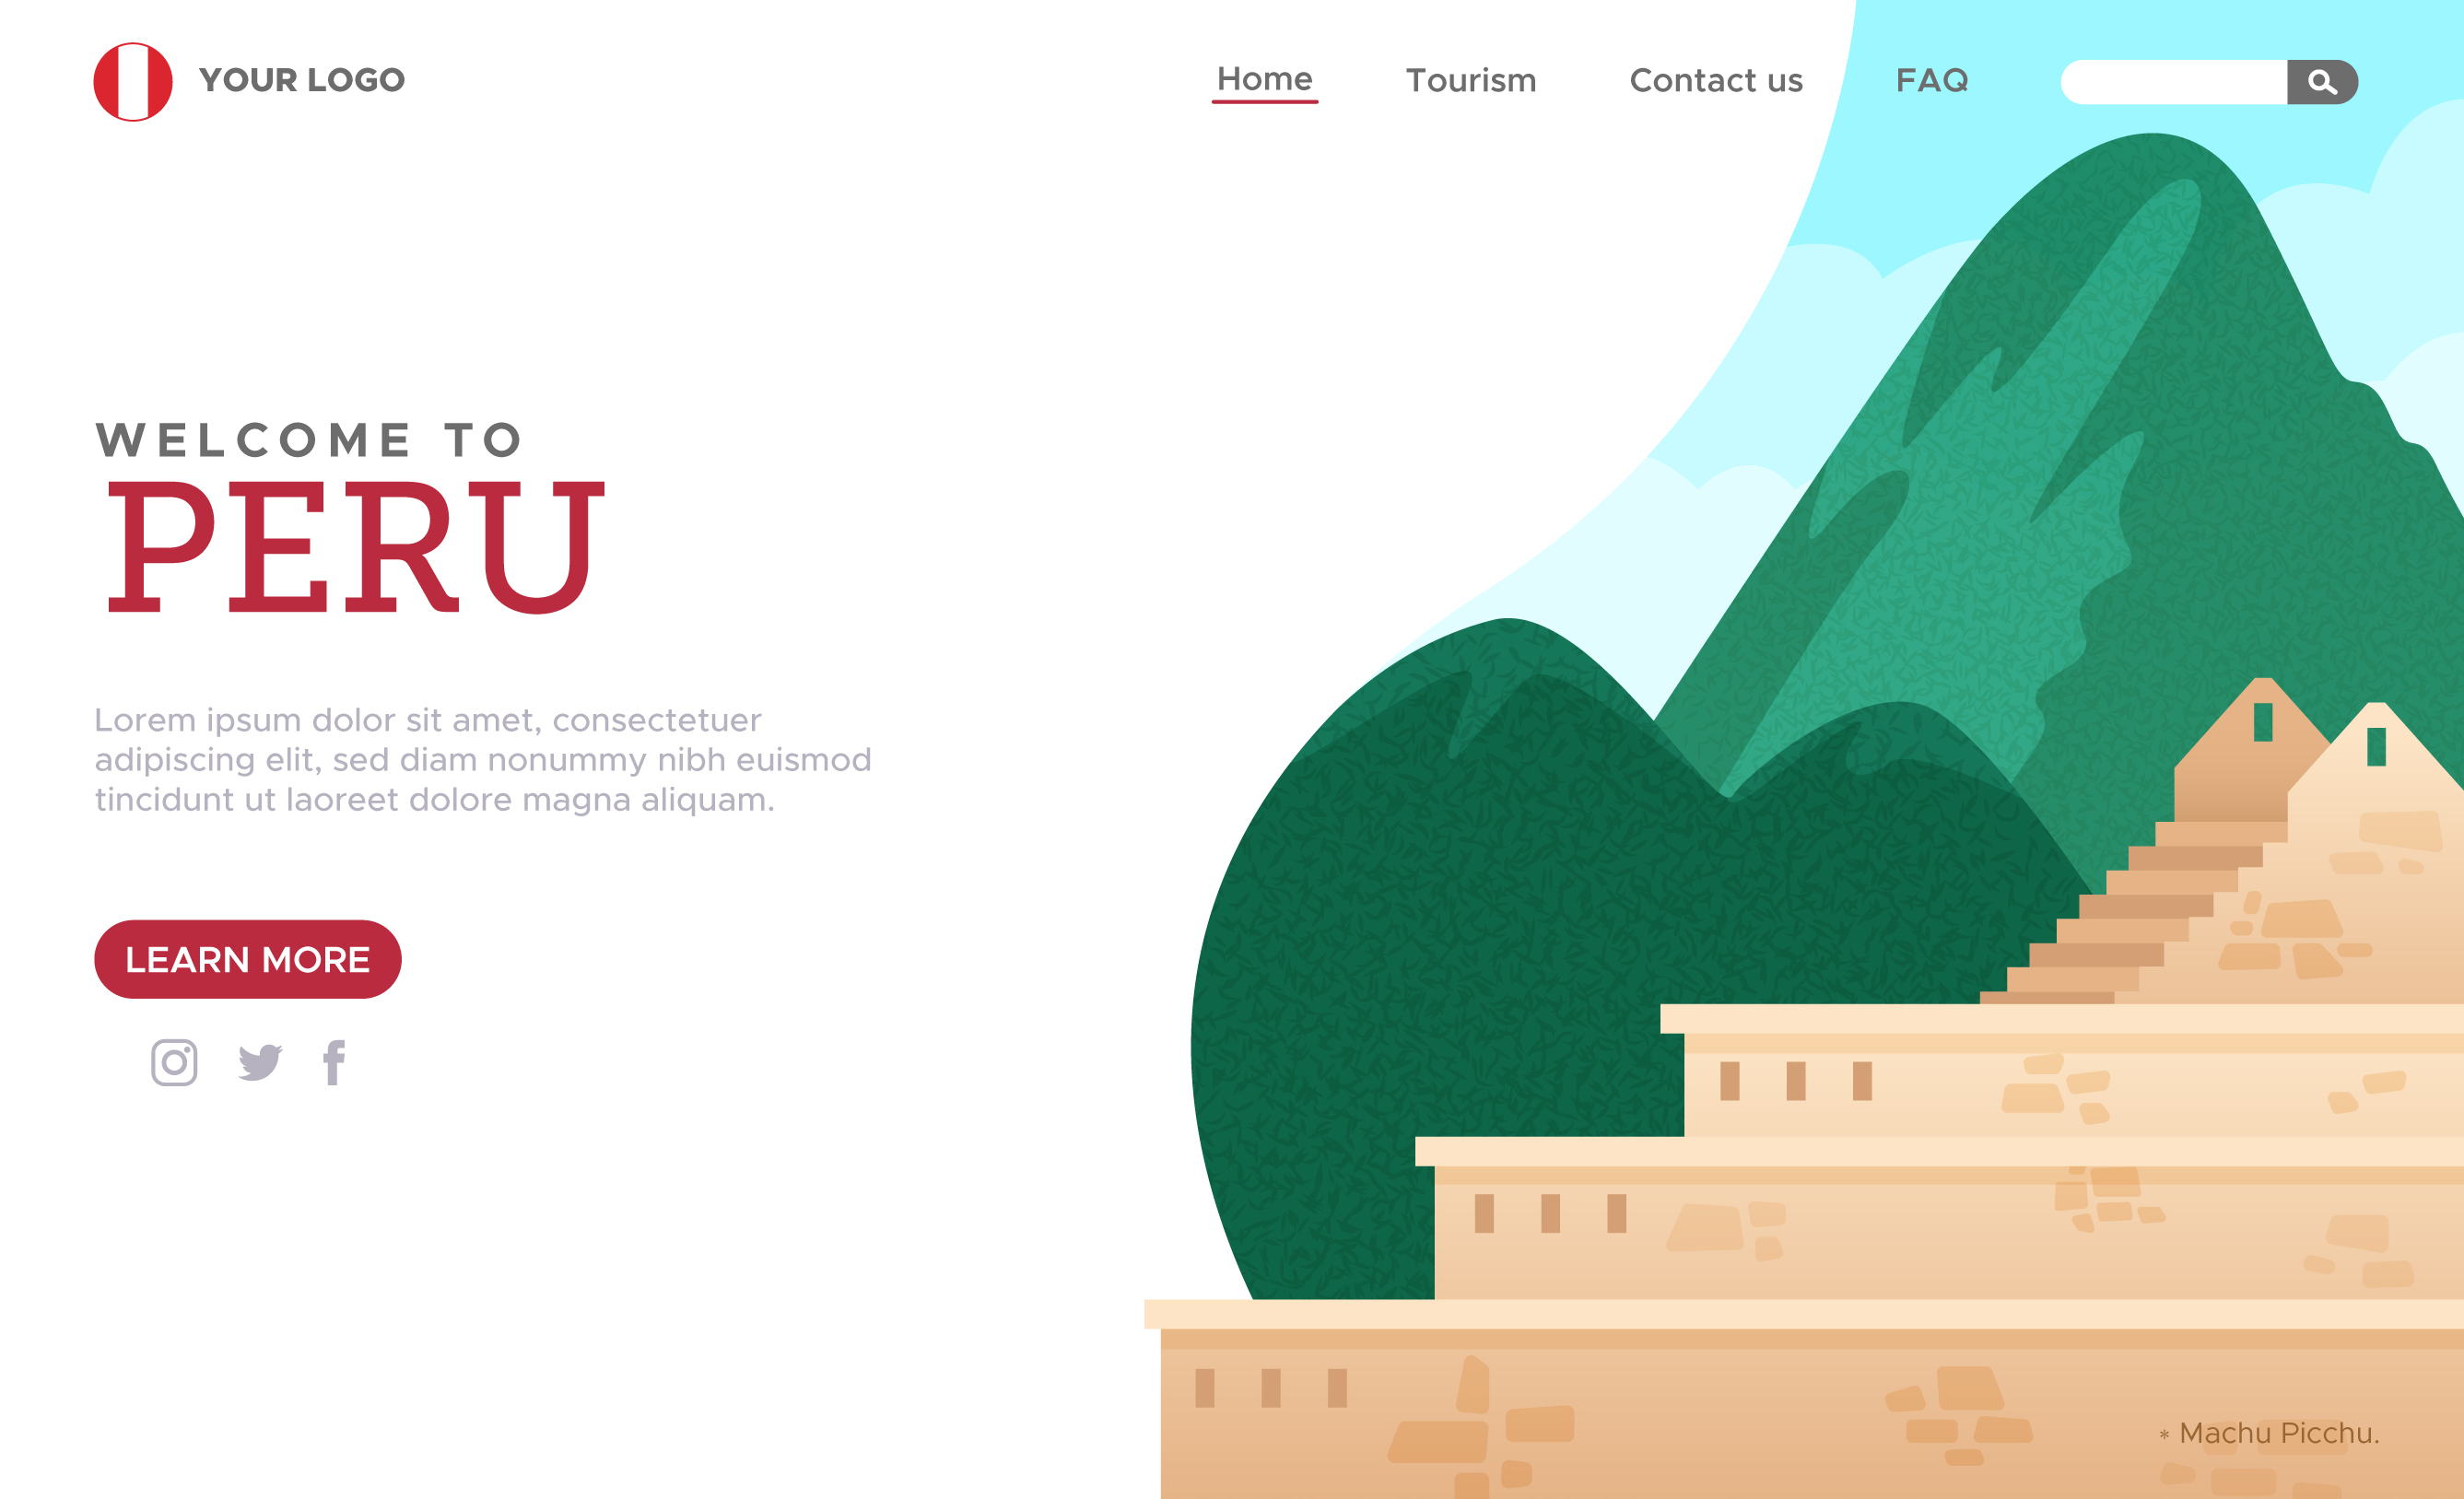 YOUR LOGO
Home
Tourism
Contact us
FAQ
WELCOME TO
PERU
Lorem ipsum dolor sit amet, consectetuer
adipiscing elit, sed diam nonummy nibh euismod
tincidunt ut laoreet dolore magna aliquam.
LEARN MORE
* Machu Picchu.